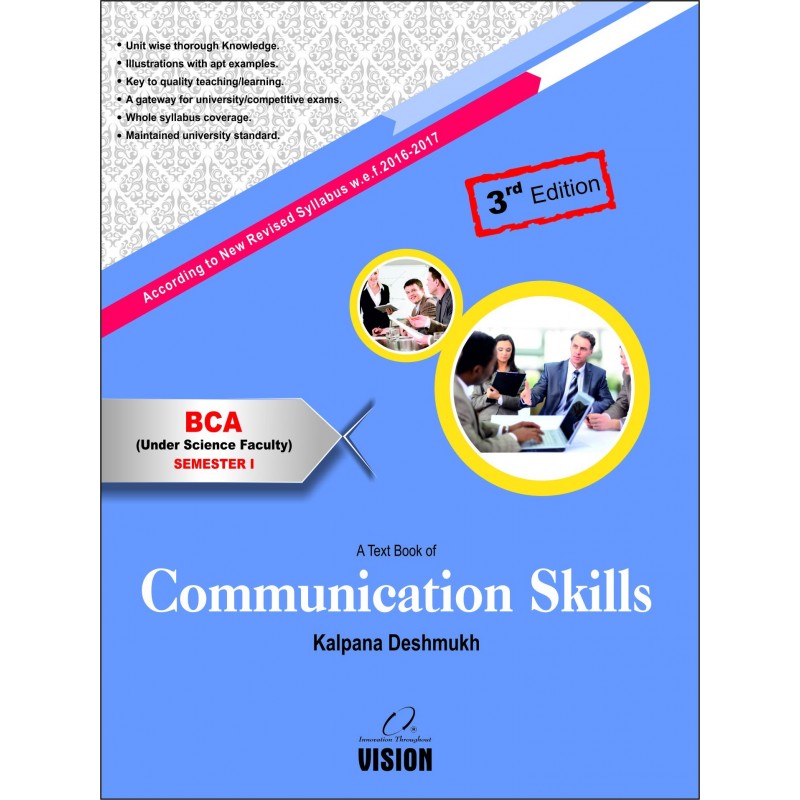 • Unit wise thorough Knowledge.
• Illustrations with apt examples.
• Key to quality teaching/learning.
• A gateway for university/competitive exams.
• Whole syllabus coverage.
• Maintained university standard.
According to New Revised Syllabus w.e.f.2016-2017
3rd Edition
BCA
(Under Science Faculty)
SEMESTER I
A Text Book of
Communication Skills
Kalpana Deshmukh
®
Innovation Throughout
VISION